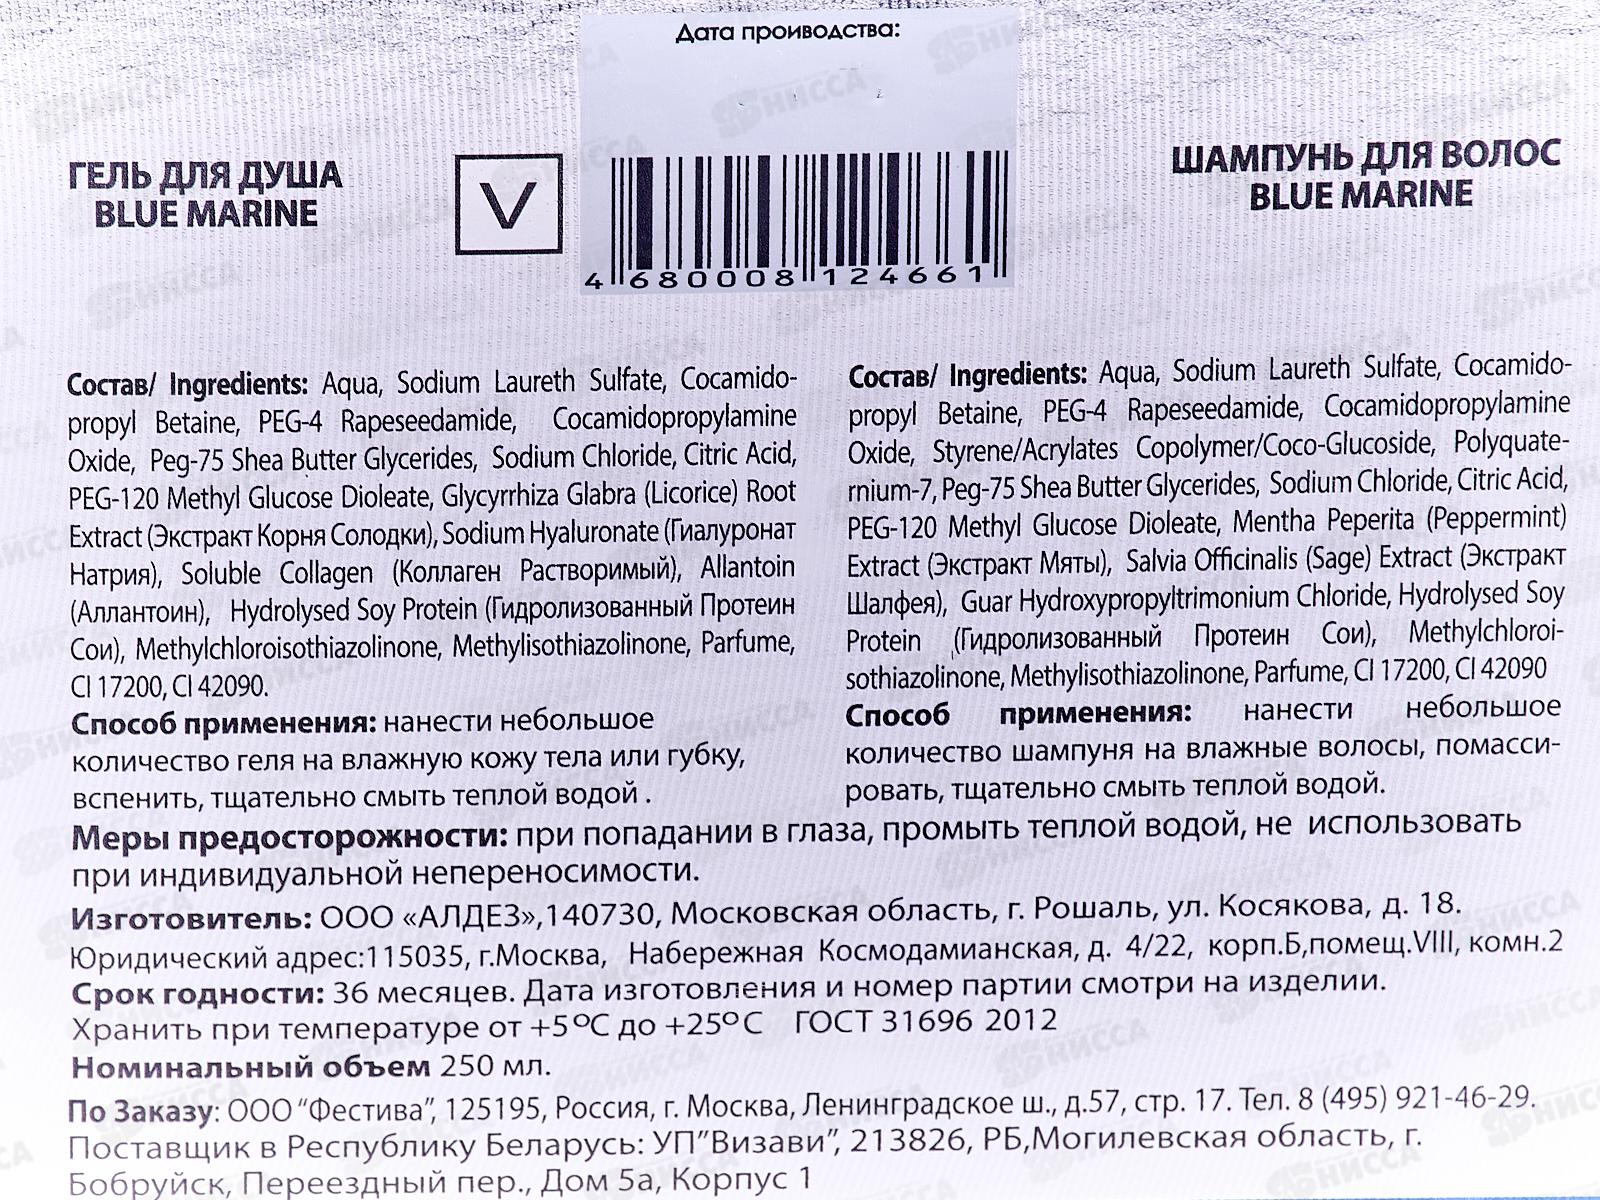 Дата проиводства:
ГЕЛЬ ДЛЯ ДУША
BLUE MARINE
V
4 680008 124661
ШАМПУНЬ ДЛЯ ВОЛОС
BLUE MARINE
Состав/ Ingredients: Aqua, Sodium Laureth Sulfate, Cocamido-
propyl Betaine, PEG-4 Rapeseedamide, Cocamidopropylamine
Oxide, Peg-75 Shea Butter Glycerides, Sodium Chloride, Citric Acid,
PEG-120 Methyl Glucose Dioleate, Glycyrrhiza Glabra (Licorice) Root
Extract (Экстракт Корня Солодки), Sodium Hyaluronate (Гиалуронат
Натрия), Soluble Collagen (Коллаген Растворимый), Allantoin
(Аллантоин), Hydrolysed Soy Protein (Гидролизованный Протеин
Сои), Methylchloroisothiazolinone, Methylisothiazolinone, Parfume,
CI 17200, CI 42090.
Способ применения: нанести небольшое
количество геля на влажную кожу тела или губку,
вспенить, тщательно смыть теплой водой .
Состав/ Ingredients: Aqua, Sodium Laureth Sulfate, Cocamido-
propyl Betaine, PEG-4 Rapeseedamide, Cocamidopropylamine
Oxide, Styrene/Acrylates Copolymer/Coco-Glucoside, Polyquate-
rnium-7, Peg-75 Shea Butter Glycerides, Sodium Chloride, Citric Acid,
PEG-120 Methyl Glucose Dioleate, Mentha Peperita (Peppermint)
Extract (Экстракт Мяты), Salvia Officinalis (Sage) Extract (Экстракт
Шалфея), Guar Hydroxypropyltrimonium Chloride, Hydrolysed Soy
Protein (Гидролизованный Протеин Сои), Methylchloroi-
sothiazolinone, Methylisothiazolinone, Parfume, CI 17200, CI 42090
Способ применения: нанести небольшое
количество шампуня на влажные волосы, помасси-
ровать, тщательно смыть теплой водой.
Меры предосторожности: при попадании в глаза, промыть теплой водой, не использовать
при индивидуальной непереносимости.
Изготовитель: ООО «АЛДЕЗ»,140730, Московская область, г. Рошаль, ул. Косякова, д. 18.
Юридический адрес:115035, г.Москва, Набережная Космодамианская, д. 4/22, корп.Б,помещ.VIII, комн.2
Срок годности: 36 месяцев. Дата изготовления и номер партии смотри на изделии.
Хранить при температуре от +5°C до +25°C ГОСТ 31696 2012
Номинальный объем 250 мл.
По Заказу: ООО "Фестива", 125195, Россия, г. Москва, Ленинградское ш., д.57, стр. 17. Тел. 8 (495) 921-46-29.
Поставщик в Республику Беларусь: УП"Визави", 213826, РБ,Могилевская область, г.
Бобруйск, Переездный пер., Дом 5а, Корпус 1